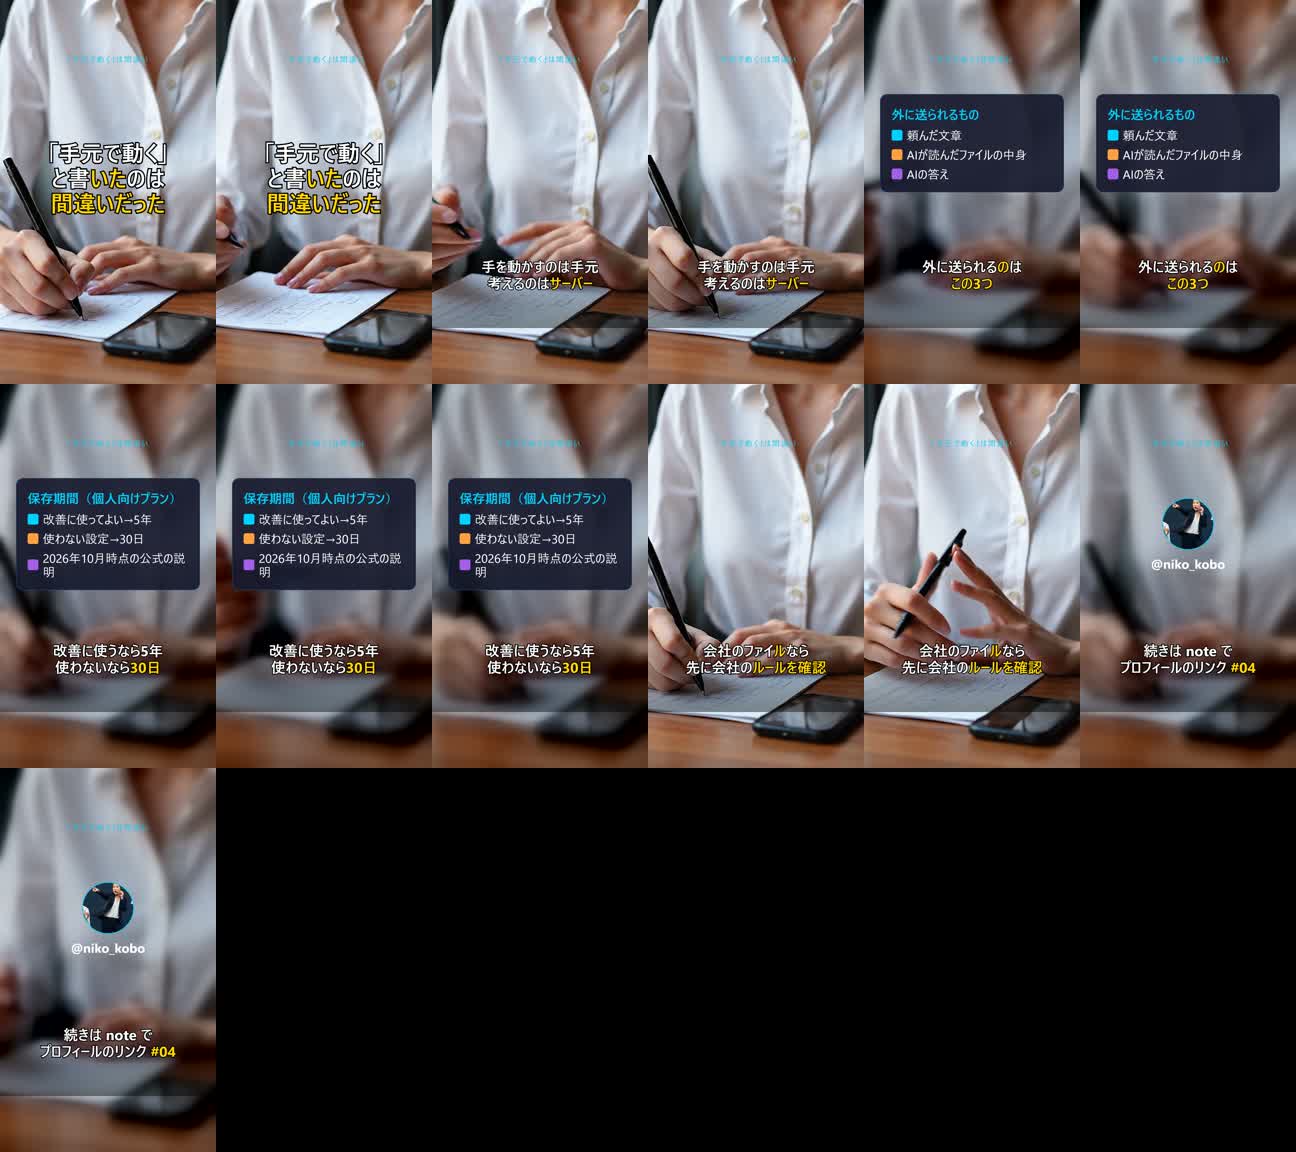 「手元で動く」
と書いたのは
間違いだった
「手元で動く」
と書いたのは
間違いだった
手を動かすのは手元
考えるのはサーバー
手を動かすのは手元
考えるのはサーバー
外に送られるもの
頼んだ文章
AIが読んだファイルの中身
AIの答え
外に送られるのは
この3つ
外に送られるもの
頼んだ文章
AIが読んだファイルの中身
AIの答え
外に送られるのは
この3つ
保存期間（個人向けプラン）
改善に使ってよい→5年
使わない設定→30日
2026年10月時点の公式の説
明
改善に使うなら5年
使わないなら30日
保存期間（個人向けプラン）
改善に使ってよい→5年
使わない設定→30日
2026年10月時点の公式の説
明
改善に使うなら5年
使わないなら30日
保存期間（個人向けプラン）
改善に使ってよい→5年
使わない設定→30日
2026年10月時点の公式の説
明
改善に使うなら5年
使わないなら30日
会社のファイルなら
先に会社のルールを確認
会社のファイルなら
先に会社のルールを確認
@niko_kobo
続きは note で
プロフィールのリンク #04
@niko_kobo
続きは note で
プロフィールのリンク #04